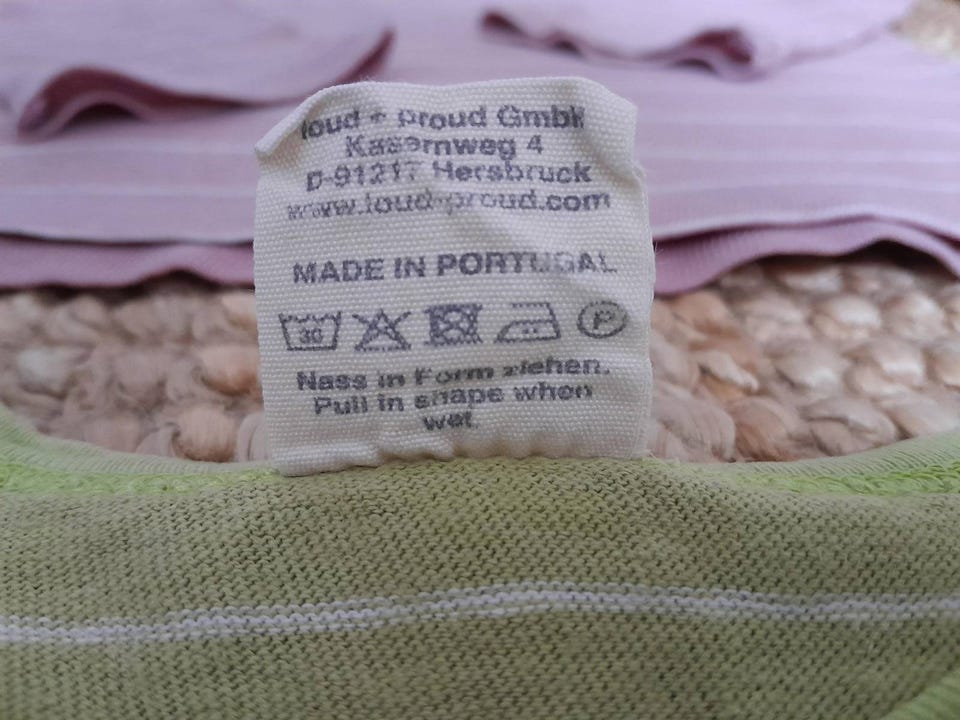 loud + proud GmbH
Kasernweg 4
D-91217 Hersbruck
www.loud-proud.com
MADE IN PORTUGAL
30 P
Nass in Form ziehen.
Pull in shape when
wet.